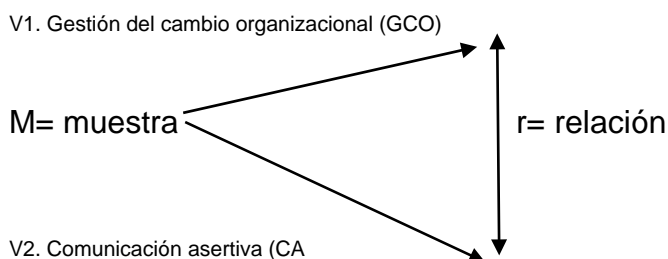 V1. Gestión del cambio organizacional (GCO)
M= muestra r= relación
V2. Comunicación asertiva (CA